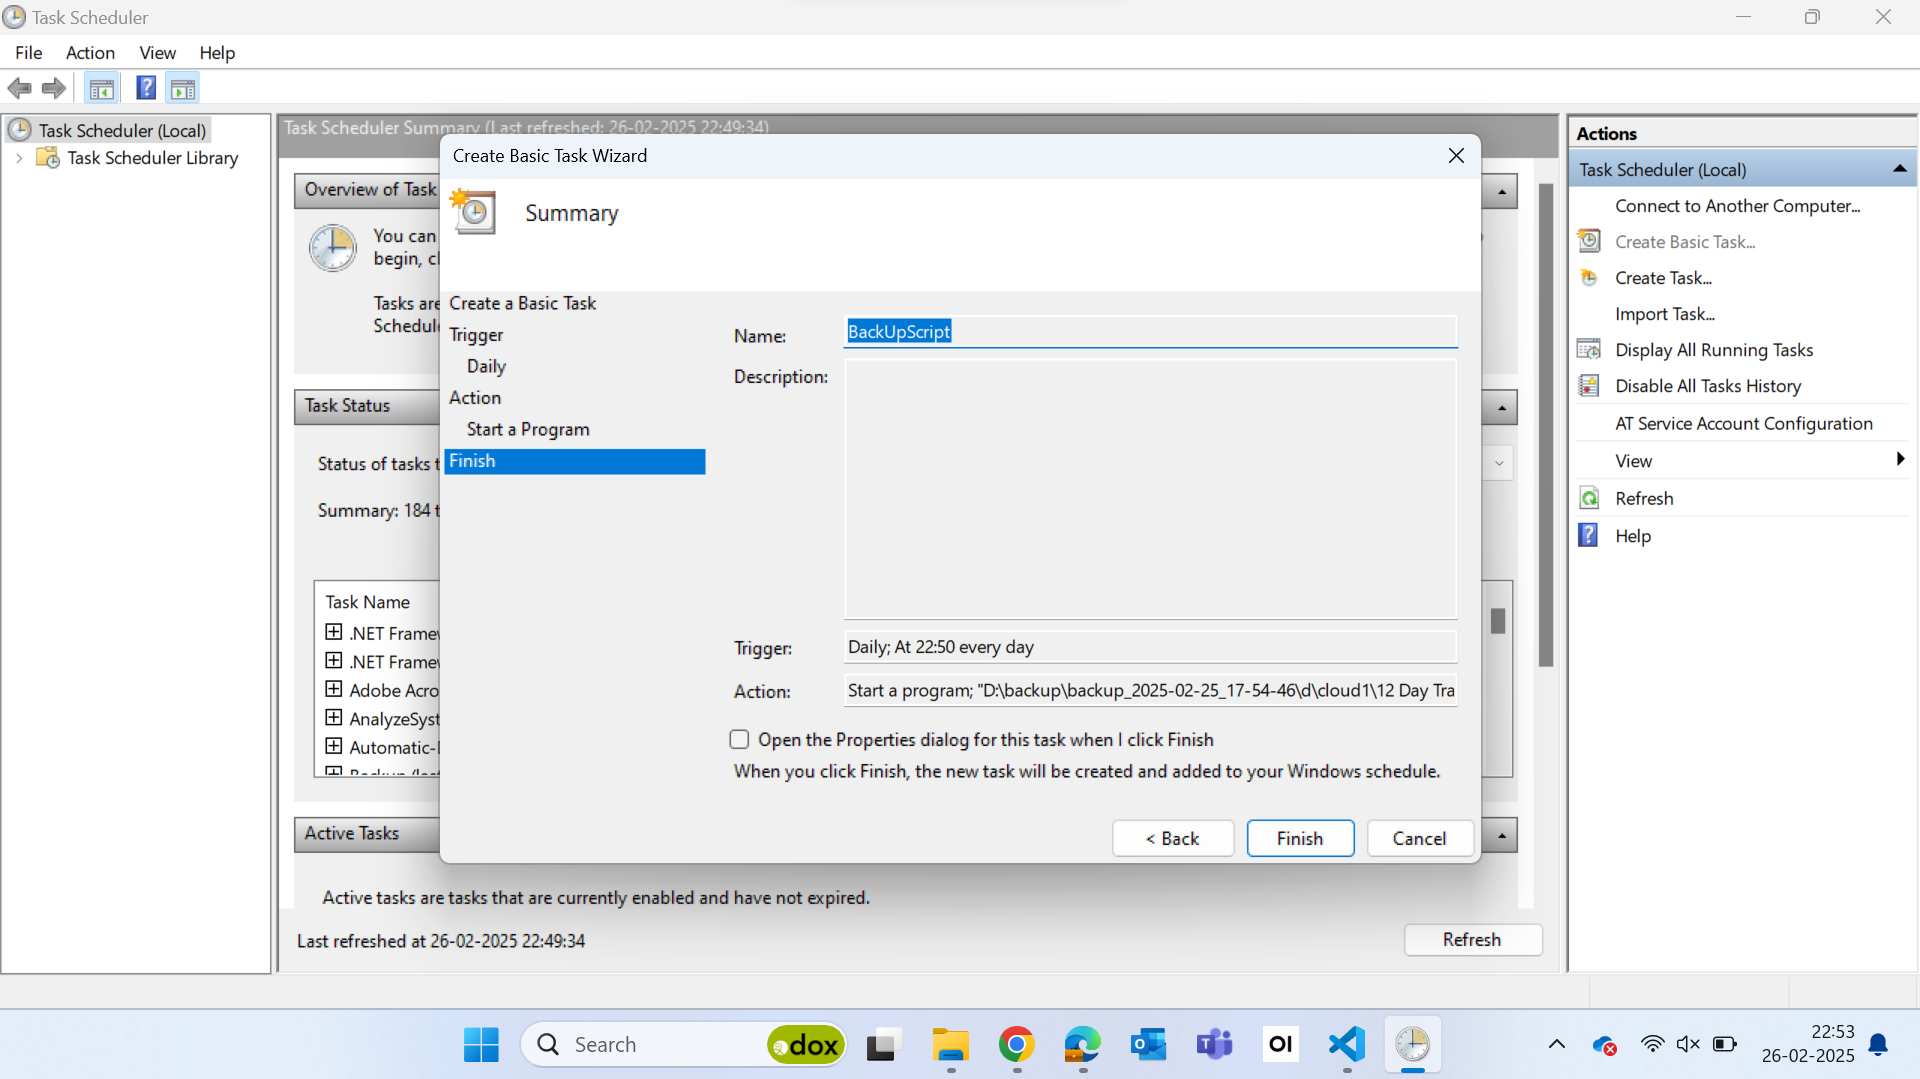 Task Scheduler
File Action View Help
Task Scheduler (Local)
Task Scheduler Library
Task Scheduler Summary (Last refreshed: 26-02-2025 22:49:34)
Overview of Task
You can
begin, cl
Tasks are
Schedul
Task Status
Status of tasks t
Summary: 184 t
Task Name
.NET Frame
.NET Frame
Adobe Acro
AnalyzeSyst
Automatic-
Active Tasks
Active tasks are tasks that are currently enabled and have not expired.
Last refreshed at 26-02-2025 22:49:34
Refresh
Create Basic Task Wizard
Summary
Create a Basic Task
Trigger
Daily
Action
Start a Program
Finish
Name: BackUpScript
Description:
Trigger: Daily; At 22:50 every day
Action: Start a program; "D:\backup\backup_2025-02-25_17-54-46\d\cloud1\12 Day Tra
Open the Properties dialog for this task when I click Finish
When you click Finish, the new task will be created and added to your Windows schedule.
< Back Finish Cancel
Actions
Task Scheduler (Local)
Connect to Another Computer...
Create Basic Task...
Create Task...
Import Task...
Display All Running Tasks
Disable All Tasks History
AT Service Account Configuration
View
Refresh
Help
Search
dox
OI
22:53
26-02-2025